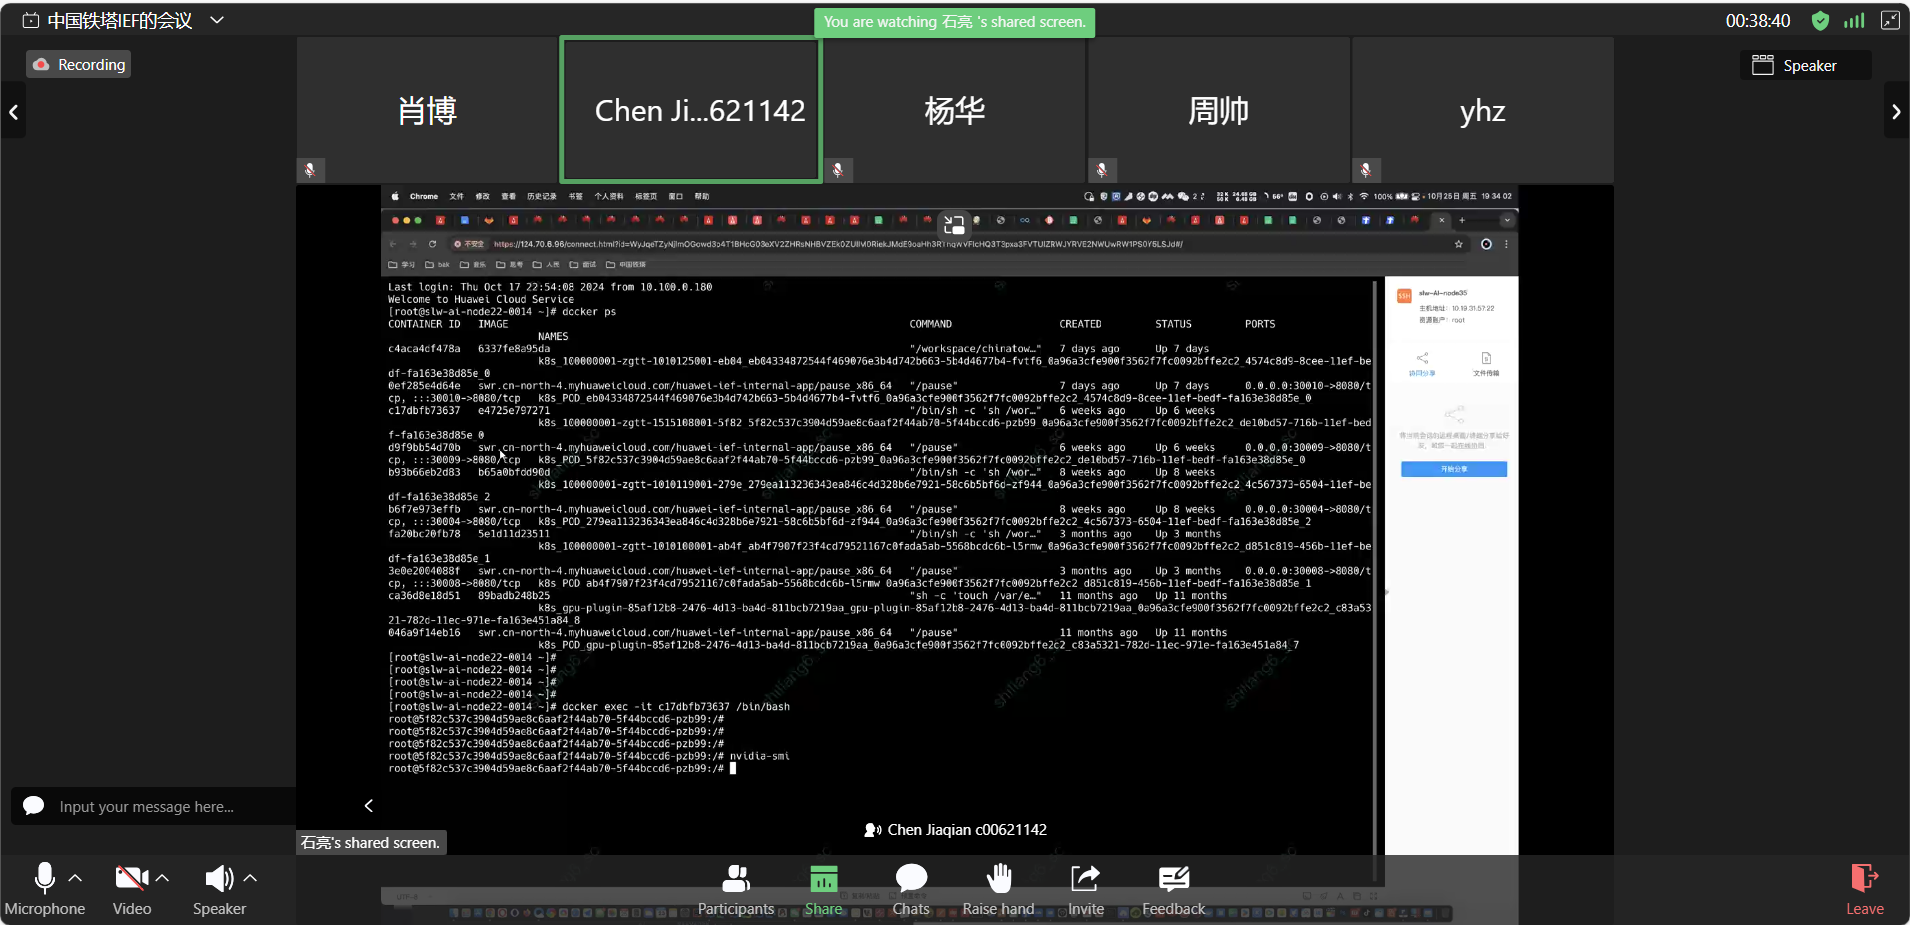 中国铁塔IEF的会议
You are watching 石亮 's shared screen.
00:38:40
Recording
Speaker
肖博
Chen Ji...621142
杨华
周帅
yhz
Chrome 文件 修改 查看 历史记录 书签 个人资料 标签页 窗口 帮助
100% 10月25日 周五 19 34 02
不安全
学习 bak 音乐 易考 人民 面试 中国铁塔
Last login: Thu Oct 17 22:54:08 2024 from 10.100.0.180
Welcome to Huawei Cloud Service
[root@slw-ai-node22-0014 ~]# docker ps
CONTAINER ID IMAGE COMMAND CREATED STATUS PORTS
NAMES
c4aca4df478a 6337fe8a95da "/workspace/chinatow…" 7 days ago Up 7 days
k8s_100000001-zgtt-1010125001-eb04_eb04334872544f469076e3b4d742b663-5b4d4677b4-fvtf6_0a96a3cfe900f3562f7fc0092bffe2c2_4574c8d9-8cee-11ef-be
df-fa163e38d85e_0
0ef285e4d64e swr.cn-north-4.myhuaweicloud.com/huawei-ief-internal-app/pause_x86_64 "/pause" 7 days ago Up 7 days 0.0.0.0:30010->8080/t
cp, :::30010->8080/tcp k8s_POD_eb04334872544f469076e3b4d742b663-5b4d4677b4-fvtf6_0a96a3cfe900f3562f7fc0092bffe2c2_4574c8d9-8cee-11ef-bedf-fa163e38d85e_0
c17dbfb73637 e4725e797271 "/bin/sh -c 'sh /wor…" 6 weeks ago Up 6 weeks
k8s_100000001-zgtt-1515108001-5f82_5f82c537c3904d59ae8c6aaf2f44ab70-5f44bccd6-pzb99_0a96a3cfe900f3562f7fc0092bffe2c2_de10bd57-716b-11ef-bed
f-fa163e38d85e_0
d9f9bb54d70b swr.cn-north-4.myhuaweicloud.com/huawei-ief-internal-app/pause_x86_64 "/pause" 6 weeks ago Up 6 weeks 0.0.0.0:30009->8080/t
cp, :::30009->8080/tcp k8s_POD_5f82c537c3904d59ae8c6aaf2f44ab70-5f44bccd6-pzb99_0a96a3cfe900f3562f7fc0092bffe2c2_de10bd57-716b-11ef-bedf-fa163e38d85e_0
b93b66eb2d83 b65a00fdd90d "/bin/sh -c 'sh /wor…" 8 weeks ago Up 8 weeks
k8s_100000001-zgtt-1010119001-279e_279ea113236343ea846c4d328b6e7921-58c6b5bf6d-zf944_0a96a3cfe900f3562f7fc0092bffe2c2_4c567373-6504-11ef-be
df-fa163e38d85e_2
b6f7e973effb swr.cn-north-4.myhuaweicloud.com/huawei-ief-internal-app/pause_x86_64 "/pause" 8 weeks ago Up 8 weeks 0.0.0.0:30004->8080/t
cp, :::30004->8080/tcp k8s_POD_279ea113236343ea846c4d328b6e7921-58c6b5bf6d-zf944_0a96a3cfe900f3562f7fc0092bffe2c2_4c567373-6504-11ef-bedf-fa163e38d85e_2
fa20bc20fb78 5e1d11d23511 "/bin/sh -c 'sh /wor…" 3 months ago Up 3 months
k8s_100000001-zgtt-1010100001-ab4f_ab4f7907f23f4cd79521167c0fada5ab-5568bcdc6b-l5rmw_0a96a3cfe900f3562f7fc0092bffe2c2_d851c819-456b-11ef-be
df-fa163e38d85e_1
3e0e2004088f swr.cn-north-4.myhuaweicloud.com/huawei-ief-internal-app/pause_x86_64 "/pause" 3 months ago Up 3 months 0.0.0.0:30008->8080/t
cp, :::30008->8080/tcp k8s_POD_ab4f7907f23f4cd79521167c0fada5ab-5568bcdc6b-l5rmw_0a96a3cfe900f3562f7fc0092bffe2c2_d851c819-456b-11ef-bedf-fa163e38d85e_1
ca36d8e18d51 89badb248b25 "sh -c 'touch /var/e…" 11 months ago Up 11 months
k8s_gpu-plugin-85af12b8-2476-4d13-ba4d-811bcb7219aa_gpu-plugin-85af12b8-2476-4d13-ba4d-811bcb7219aa_0a96a3cfe900f3562f7fc0092bffe2c2_c83a53
21-782d-11ec-971e-fa163e451a84_8
046a9f14eb16 swr.cn-north-4.myhuaweicloud.com/huawei-ief-internal-app/pause_x86_64 "/pause" 11 months ago Up 11 months
k8s_POD_gpu-plugin-85af12b8-2476-4d13-ba4d-811bcb7219aa_0a96a3cfe900f3562f7fc0092bffe2c2_c83a5321-782d-11ec-971e-fa163e451a84_7
[root@slw-ai-node22-0014 ~]#
[root@slw-ai-node22-0014 ~]#
[root@slw-ai-node22-0014 ~]#
[root@slw-ai-node22-0014 ~]#
[root@slw-ai-node22-0014 ~]# docker exec -it c17dbfb73637 /bin/bash
root@5f82c537c3904d59ae8c6aaf2f44ab70-5f44bccd6-pzb99:/#
root@5f82c537c3904d59ae8c6aaf2f44ab70-5f44bccd6-pzb99:/#
root@5f82c537c3904d59ae8c6aaf2f44ab70-5f44bccd6-pzb99:/#
root@5f82c537c3904d59ae8c6aaf2f44ab70-5f44bccd6-pzb99:/# nvidia-smi
root@5f82c537c3904d59ae8c6aaf2f44ab70-5f44bccd6-pzb99:/#
SSH slw-AI-node35
主机地址: 10.19.31.57:22
资源账户: root
协同分享 文件传输
开始分享
Input your message here...
Chen Jiaqian c00621142
石亮's shared screen.
Microphone Video Speaker Participants Share Chats Raise hand Invite Feedback Leave
UTF-8